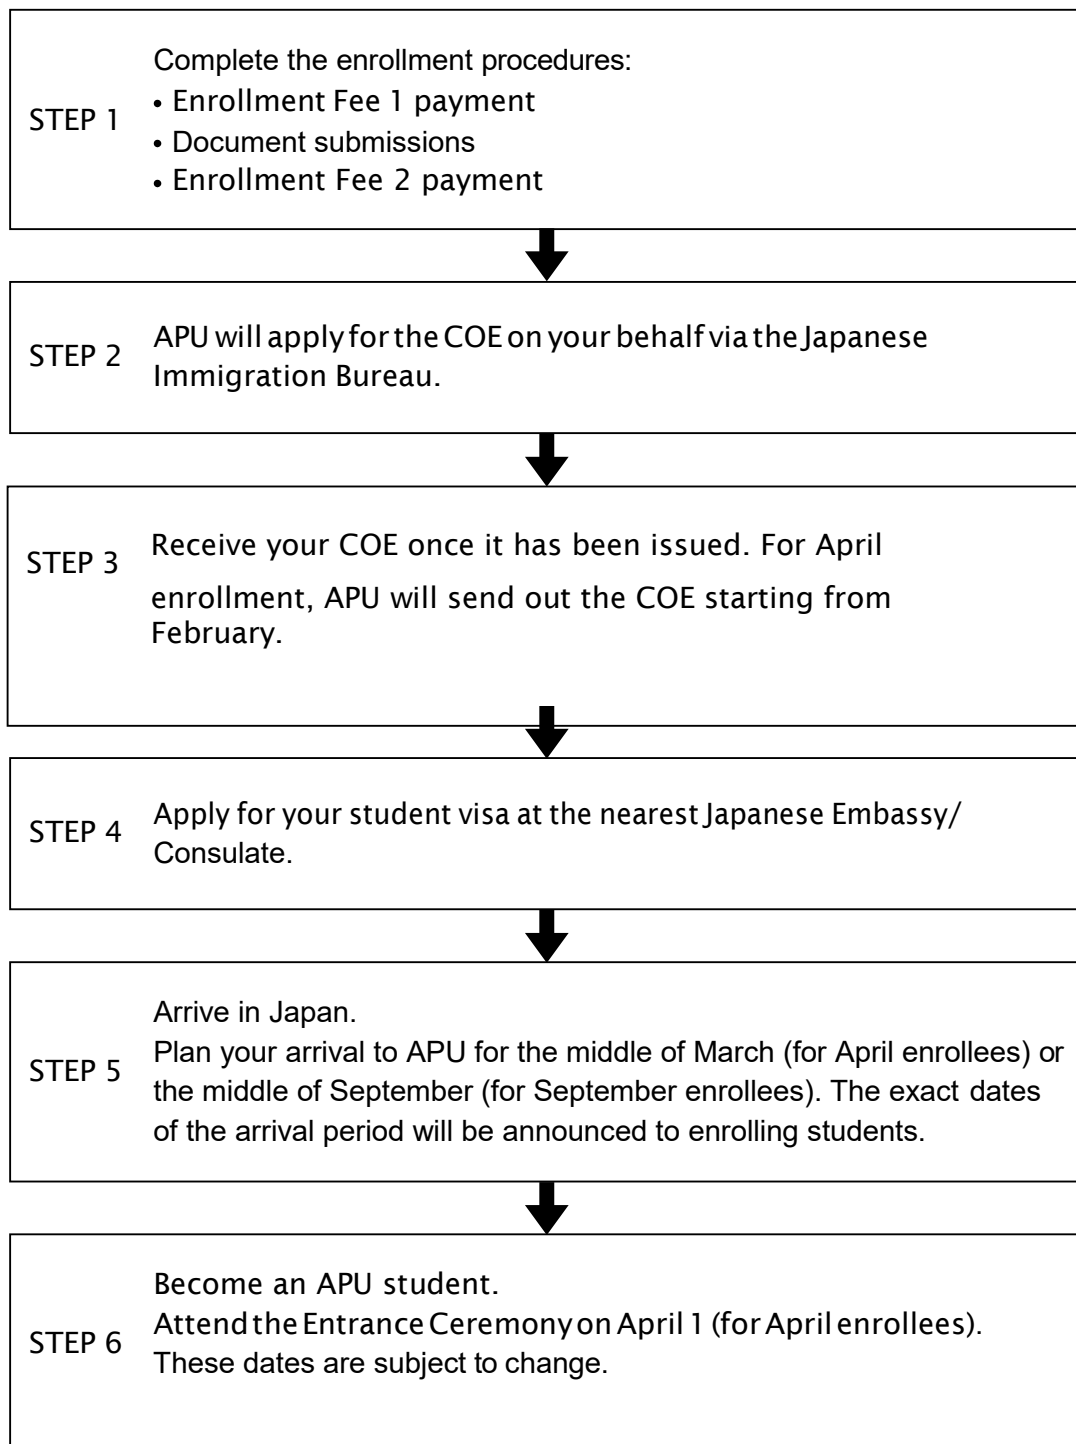 Complete the enrollment procedures:
• Enrollment Fee 1 payment
STEP 1
• Document submissions
• Enrollment Fee 2 payment
APU will apply for the COE on your behalf via the Japanese
STEP 2
Immigration Bureau.
Receive your COE once it has been issued. For April
STEP 3
enrollment, APU will send out the COE starting from
February.
Apply for your student visa at the nearest Japanese Embassy/
STEP 4
Consulate.
Arrive in Japan.
Plan your arrival to APU for the middle of March (for April enrollees) or
STEP 5
the middle of September (for September enrollees). The exact dates
of the arrival period will be announced to enrolling students.
Become an APU student.
Attend the Entrance Ceremony on April 1 (for April enrollees).
STEP 6
These dates are subject to change.